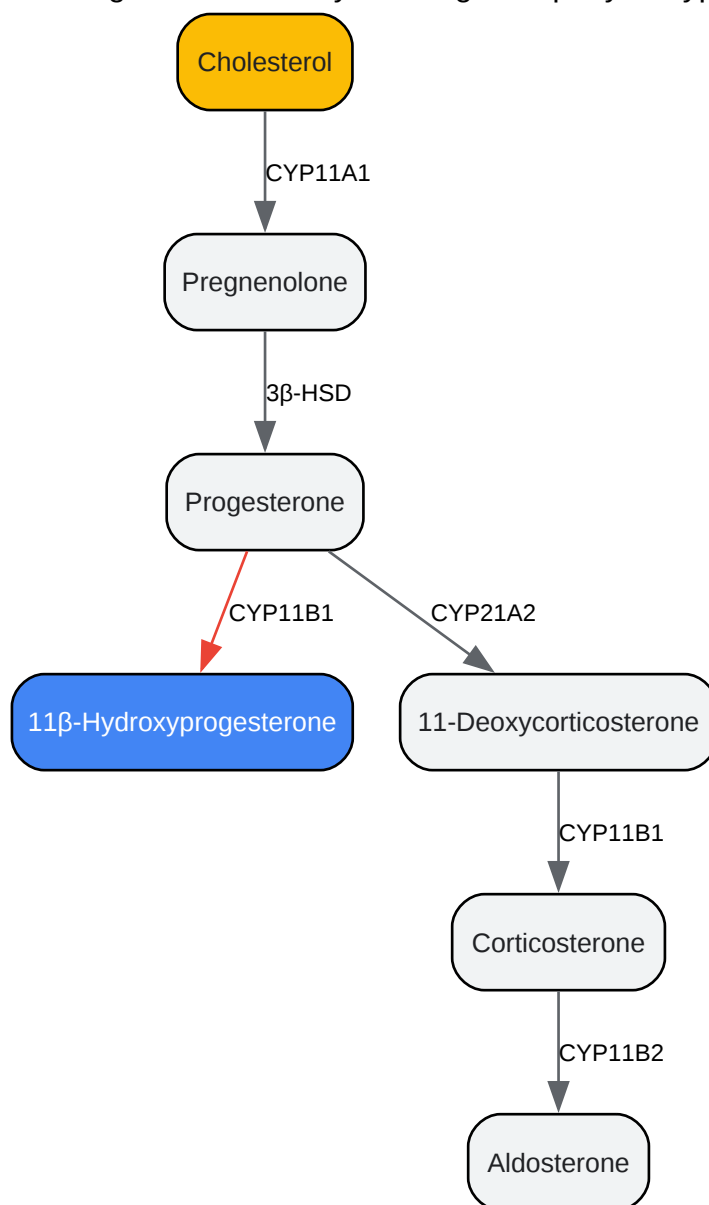 Cholesterol
CYP11A1
Pregnenolone
3β-HSD
Progesterone
CYP11B1
CYP21A2
11β-Hydroxyprogesterone
11-Deoxycorticosterone
CYP11B1
Corticosterone
CYP11B2
Aldosterone